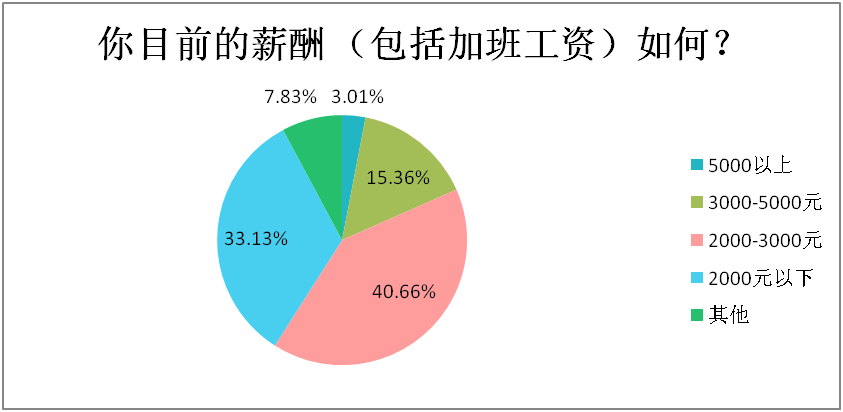 你目前的薪酬（包括加班工资）如何？
7.83%
3.01%
15.36%
33.13%
40.66%
5000以上
3000-5000元
2000-3000元
2000元以下
其他